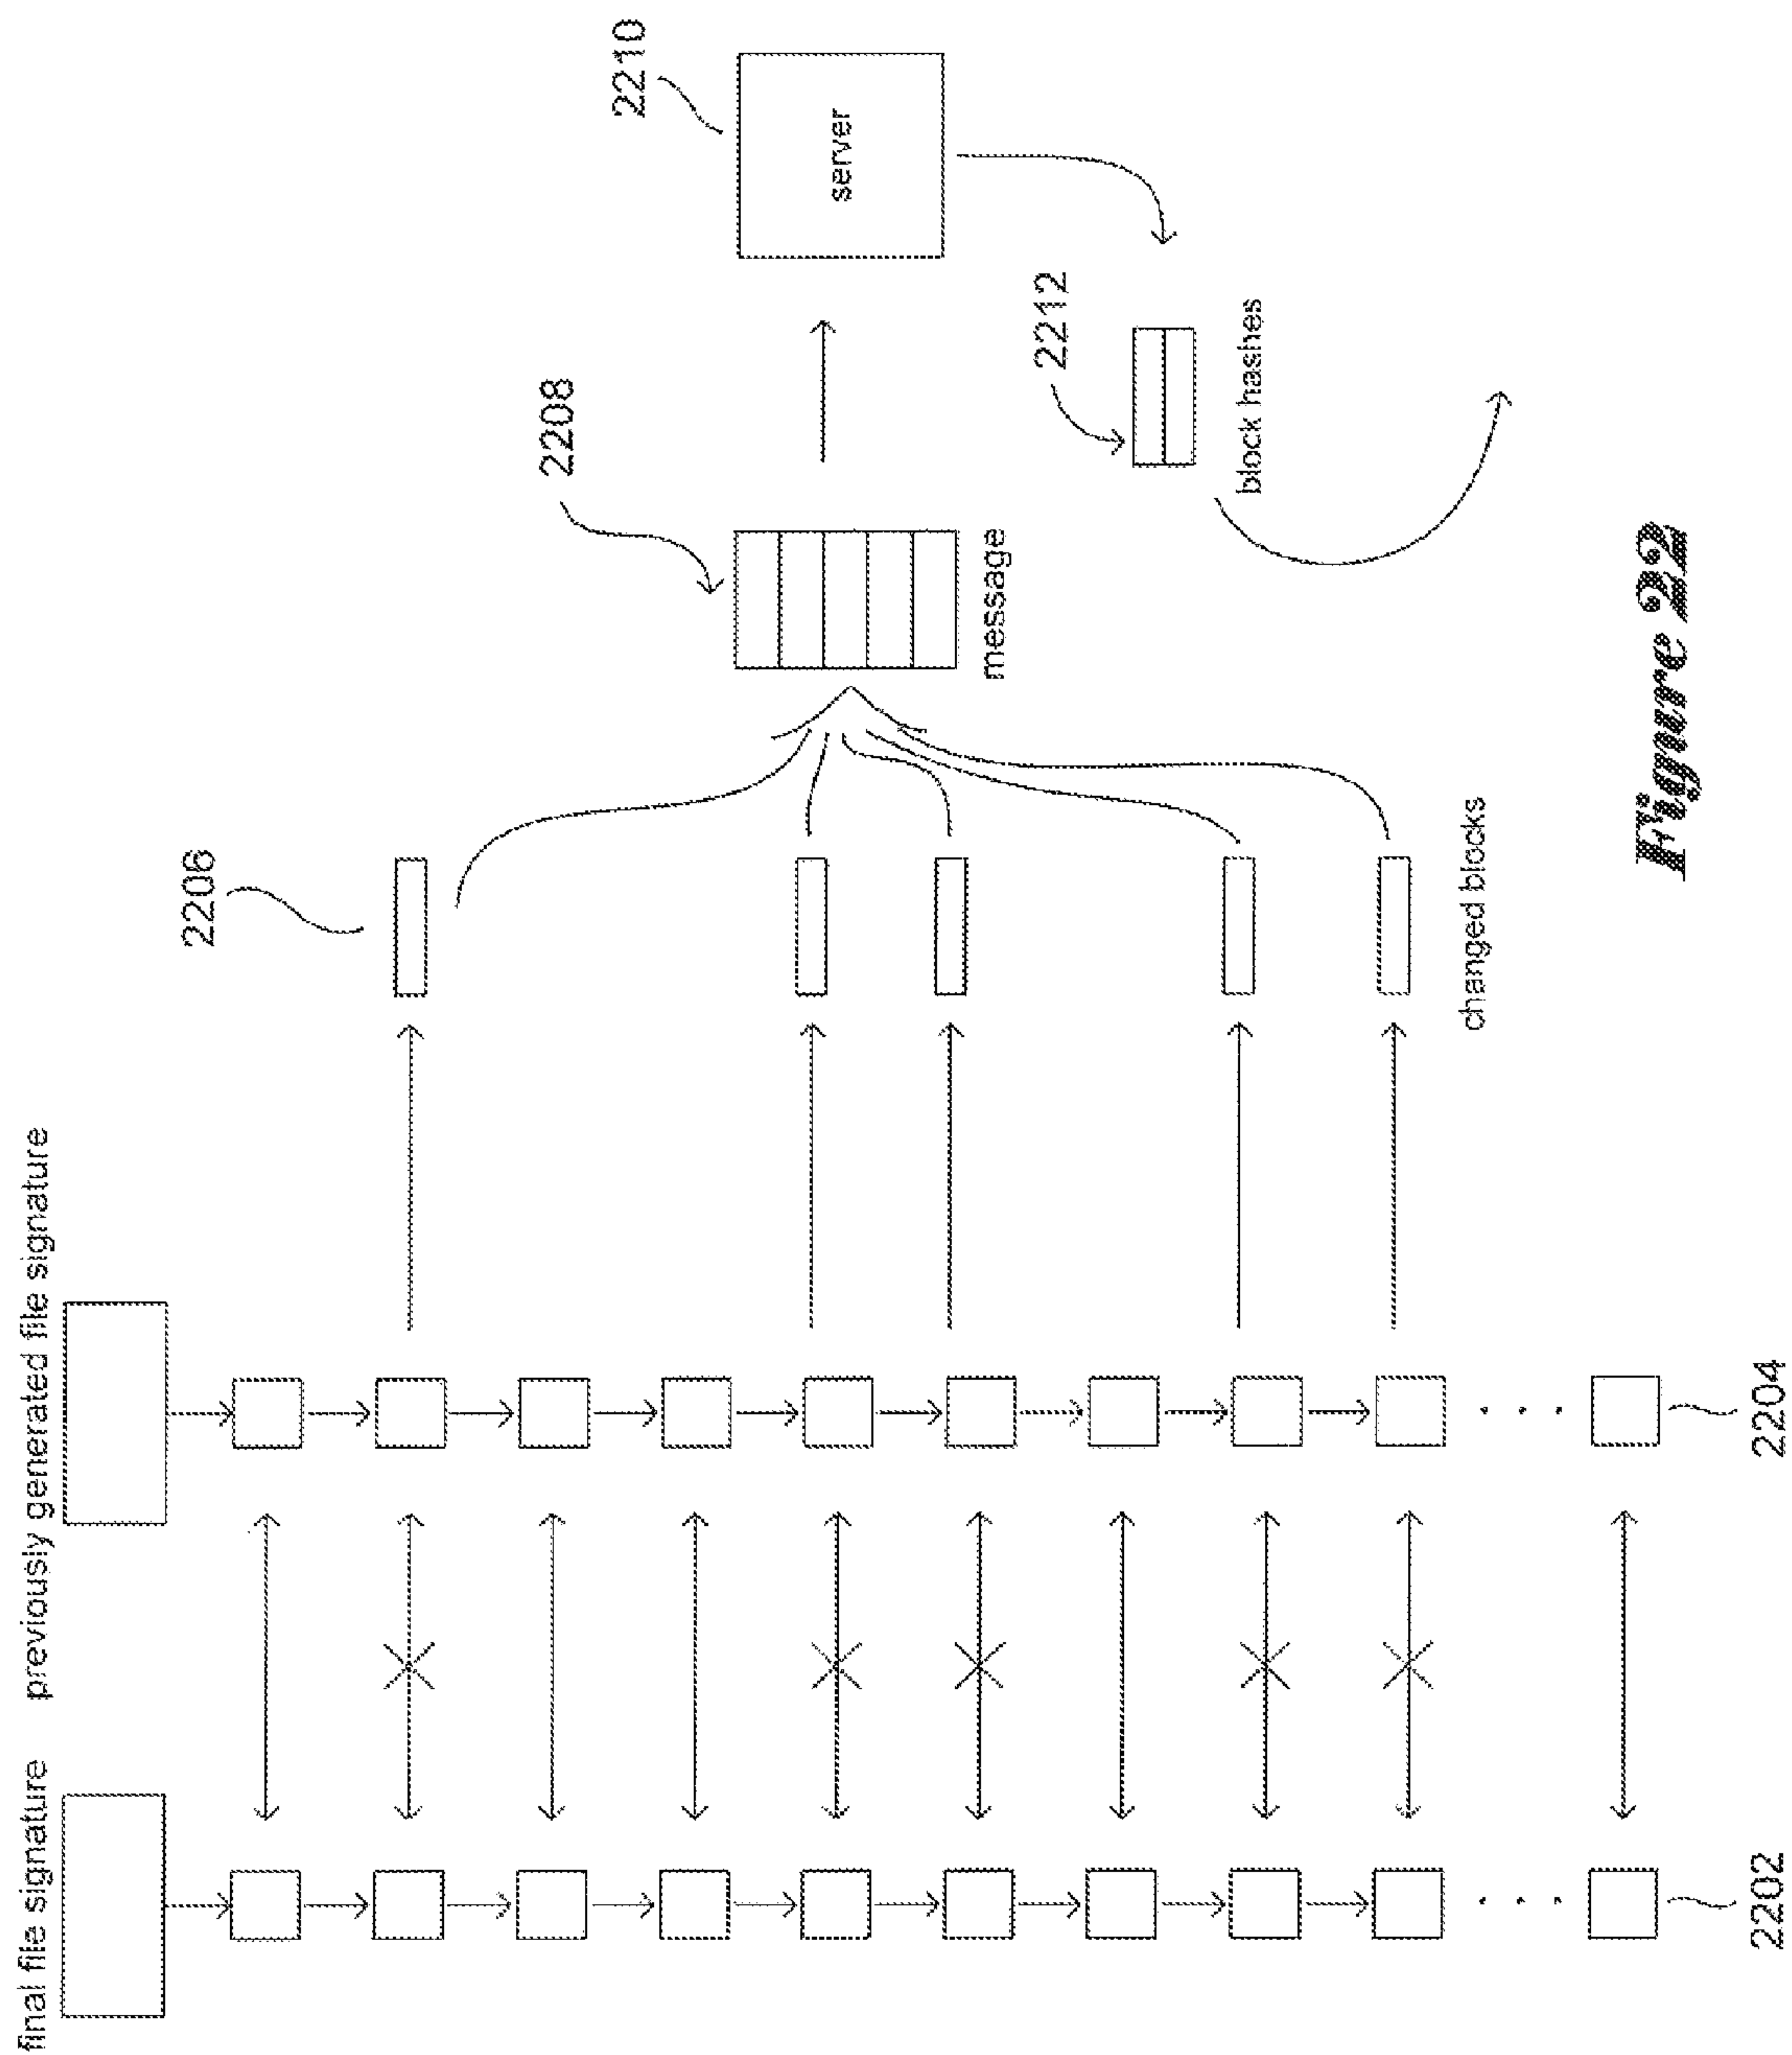 final file signature
previously generated file signature
2206
2208
2210
server
message
2212
block hashes
changed blocks
2202
2204
Figure 22